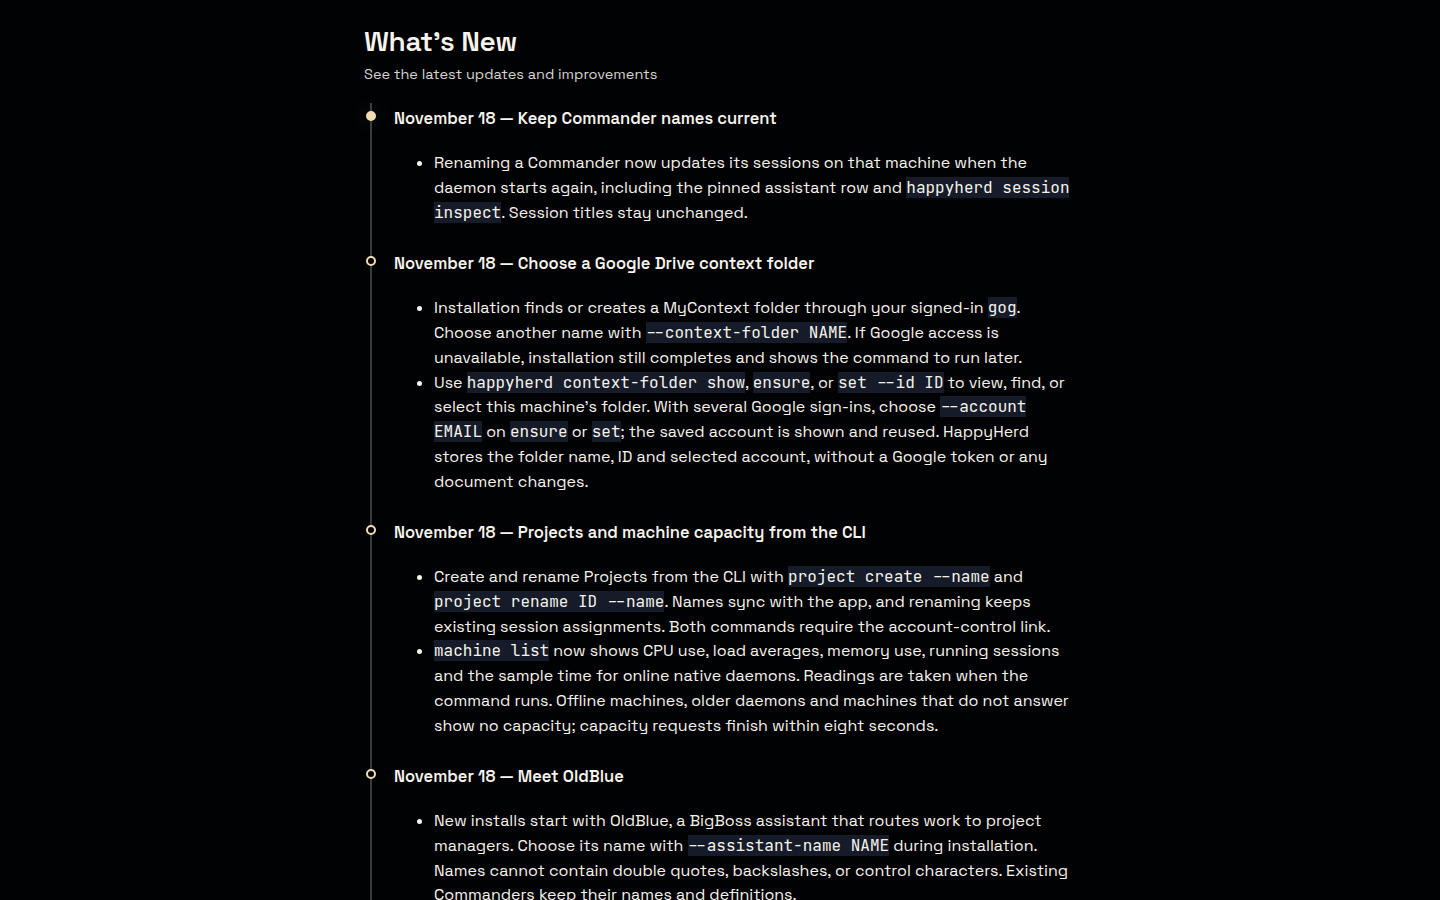 What's New
See the latest updates and improvements
November 18 — Keep Commander names current
• Renaming a Commander now updates its sessions on that machine when the
daemon starts again, including the pinned assistant row and happyherd session
inspect. Session titles stay unchanged.
November 18 — Choose a Google Drive context folder
• Installation finds or creates a MyContext folder through your signed-in gog.
Choose another name with --context-folder NAME. If Google access is
unavailable, installation still completes and shows the command to run later.
• Use happyherd context-folder show, ensure, or set --id ID to view, find, or
select this machine's folder. With several Google sign-ins, choose --account
EMAIL on ensure or set; the saved account is shown and reused. HappyHerd
stores the folder name, ID and selected account, without a Google token or any
document changes.
November 18 — Projects and machine capacity from the CLI
• Create and rename Projects from the CLI with project create --name and
project rename ID --name. Names sync with the app, and renaming keeps
existing session assignments. Both commands require the account-control link.
• machine list now shows CPU use, load averages, memory use, running sessions
and the sample time for online native daemons. Readings are taken when the
command runs. Offline machines, older daemons and machines that do not answer
show no capacity; capacity requests finish within eight seconds.
November 18 — Meet OldBlue
• New installs start with OldBlue, a BigBoss assistant that routes work to project
managers. Choose its name with --assistant-name NAME during installation.
Names cannot contain double quotes, backslashes, or control characters. Existing
Commanders keep their names and definitions.